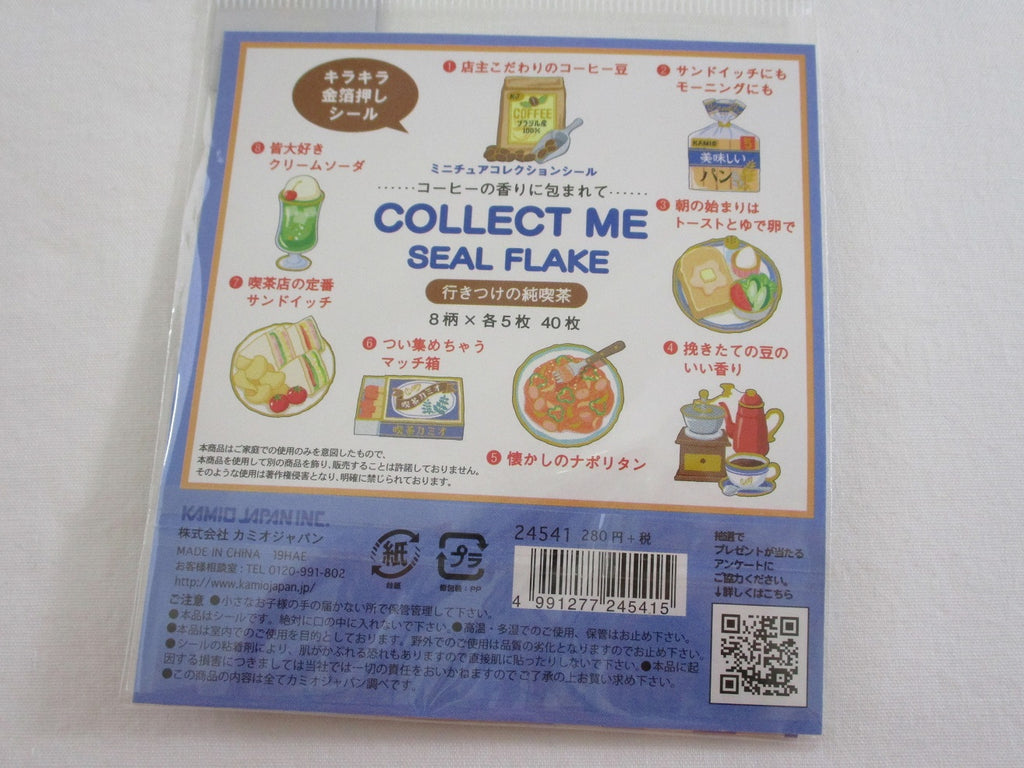 キラキラ
金箔押し
シール
❶ 店主こだわりのコーヒー豆
COFFEE
ブラジル産
100%
❷ サンドイッチにも
モーニングにも
KAMIO
美味しい
パン
❽ 皆大好き
クリームソーダ
ミニチュアコレクションシール
……コーヒーの香りに包まれて……
COLLECT ME
SEAL FLAKE
行きつけの純喫茶
8柄×各5枚 40枚
❸ 朝の始まりは
トーストとゆで卵で
❼ 喫茶店の定番
サンドイッチ
❻ つい集めちゃう
マッチ箱
喫茶カミオ
喫茶カミオ
❹ 挽きたての豆の
いい香り
❺ 懐かしのナポリタン
本商品はご家庭での使用のみを意図したもので、
本商品を使用して別の商品を飾り、販売することは許諾しておりません。
そのような使用は著作権侵害となり、明確に禁じられております。
KAMIO JAPAN INC.
株式会社 カミオジャパン
MADE IN CHINA 19HAE
お客様相談室:TEL 0120-991-802
http://www.kamiojapan.jp/
紙
台紙
プラ
個包装:PP
24541 280円+税
4 991277 245415
抽選で
プレゼントが当たる
アンケートに
ご協力ください。
↓詳しくはこちら
ご注意 ●小さなお子様の手の届かない所で保管管理して下さい。
●本品はシールです。絶対に口の中に入れないで下さい。●高温・多湿でのご使用、保管はお止め下さい。
●本品は室内でのご使用を目的としております。野外でのご使用は品質の劣化となりますのでお止め下さい。
●シールの粘着剤により、肌がかぶれる恐れもありますので直接肌に貼ったりしないで下さい。●本品に起
因する損害につきましては当社では一切の責任をおいかねますのでご了承の上お買い求め下さい。
●この商品の内容は全てカミオジャパン調べです。